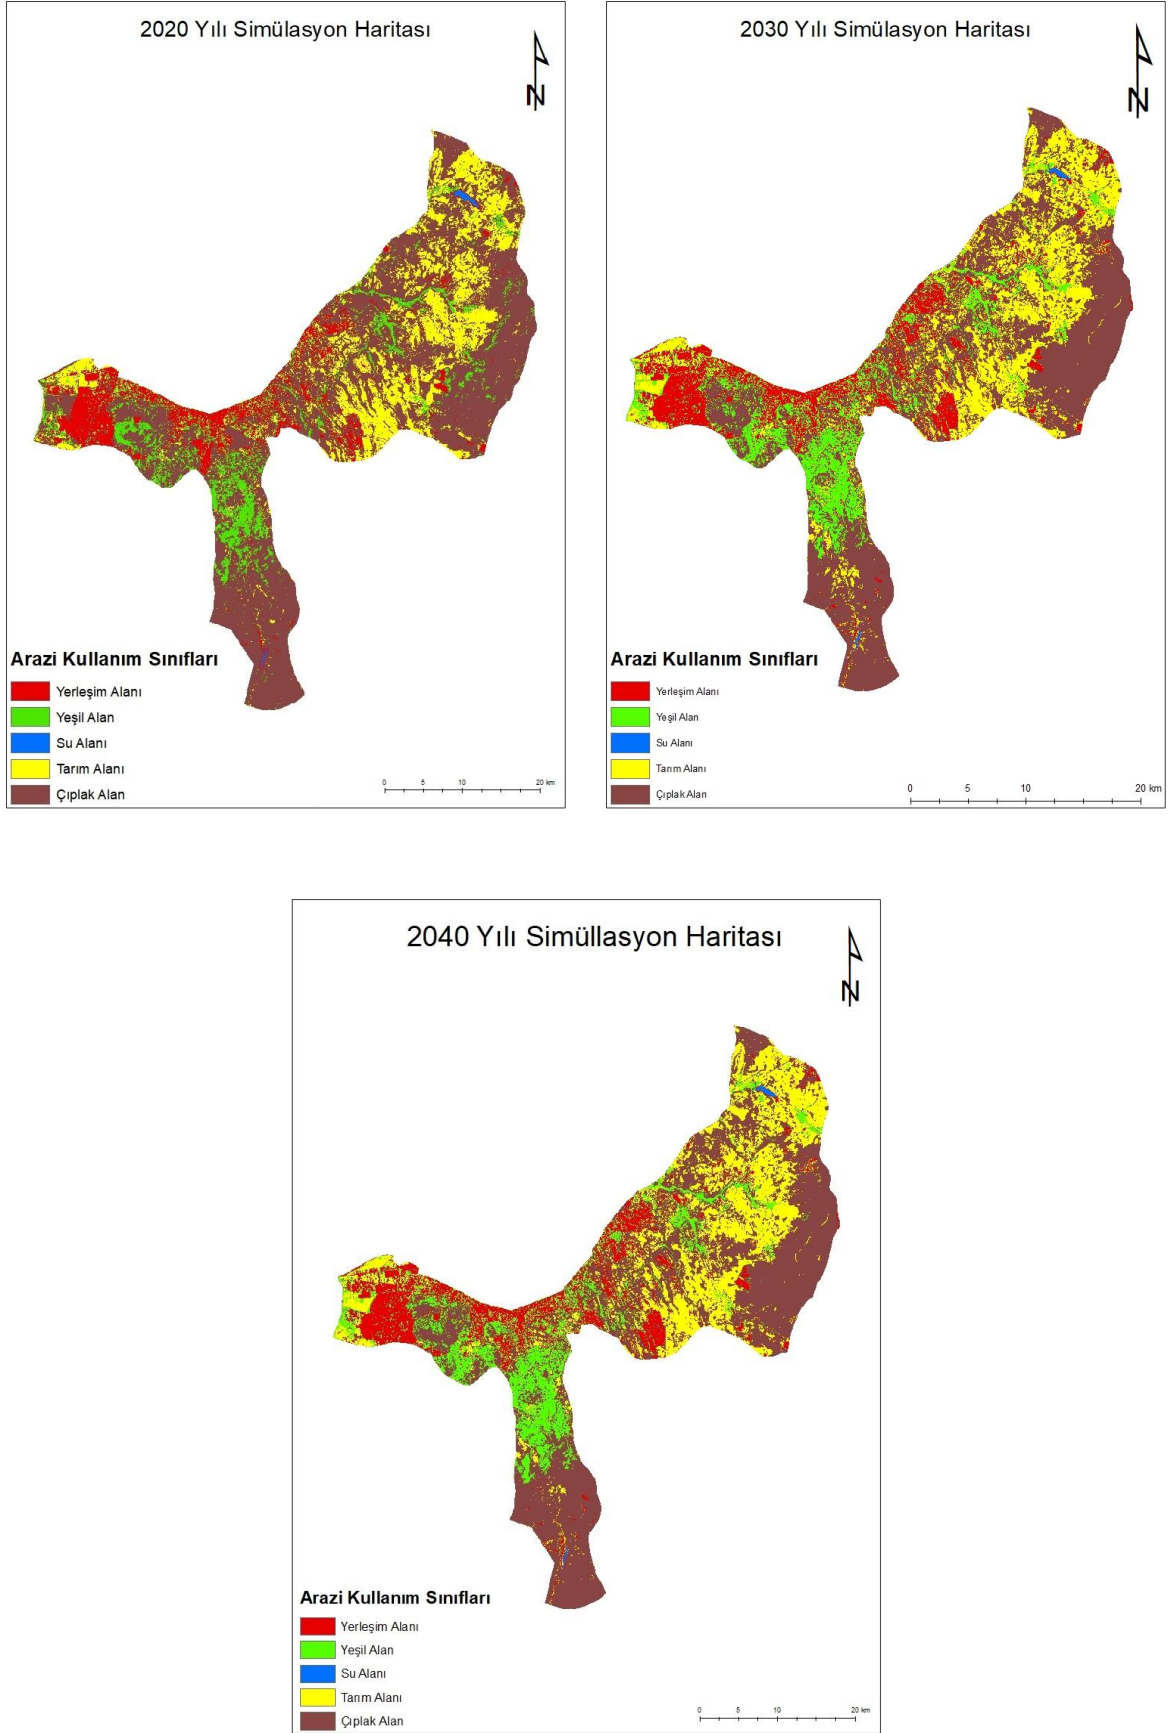 2020 Yılı Simülasyon Haritası
N
Arazi Kullanım Sınıfları
Yerleşim Alanı
Yeşil Alan
Su Alanı
Tarım Alanı
Çıplak Alan
0 5 10 20 km
2030 Yılı Simülasyon Haritası
N
Arazi Kullanım Sınıfları
Yerleşim Alanı
Yeşil Alan
Su Alanı
Tarım Alanı
Çıplak Alan
0 5 10 20 km
2040 Yılı Simüllasyon Haritası
N
Arazi Kullanım Sınıfları
Yerleşim Alanı
Yeşil Alan
Su Alanı
Tarım Alanı
Çıplak Alan
0 5 10 20 km